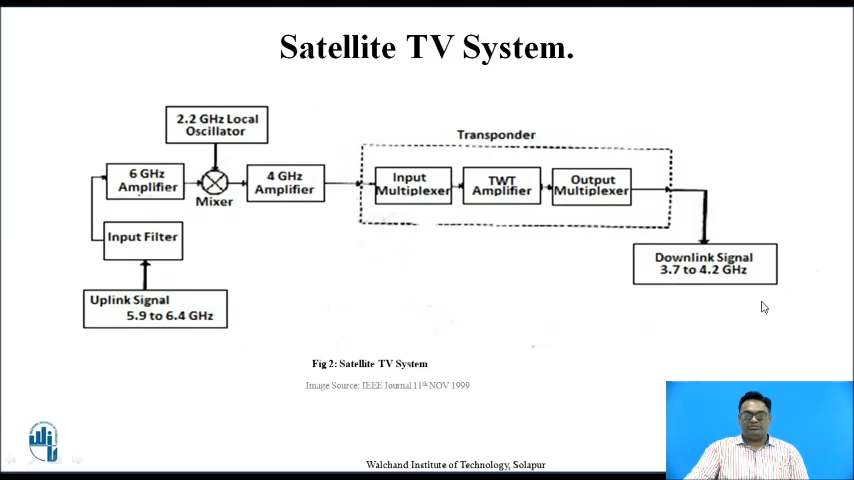 Satellite TV System.
2.2 GHz Local
Oscillator
Transponder
6 GHz
Amplifier
Mixer
4 GHz
Amplifier
Input
Multiplexer
TWT
Amplifier
Output
Multiplexer
Input Filter
Downlink Signal
3.7 to 4.2 GHz
Uplink Signal
5.9 to 6.4 GHz
Fig 2: Satellite TV System
Image Source: IEEE Journal 11th NOV 1999
Walchand Institute of Technology, Solapur